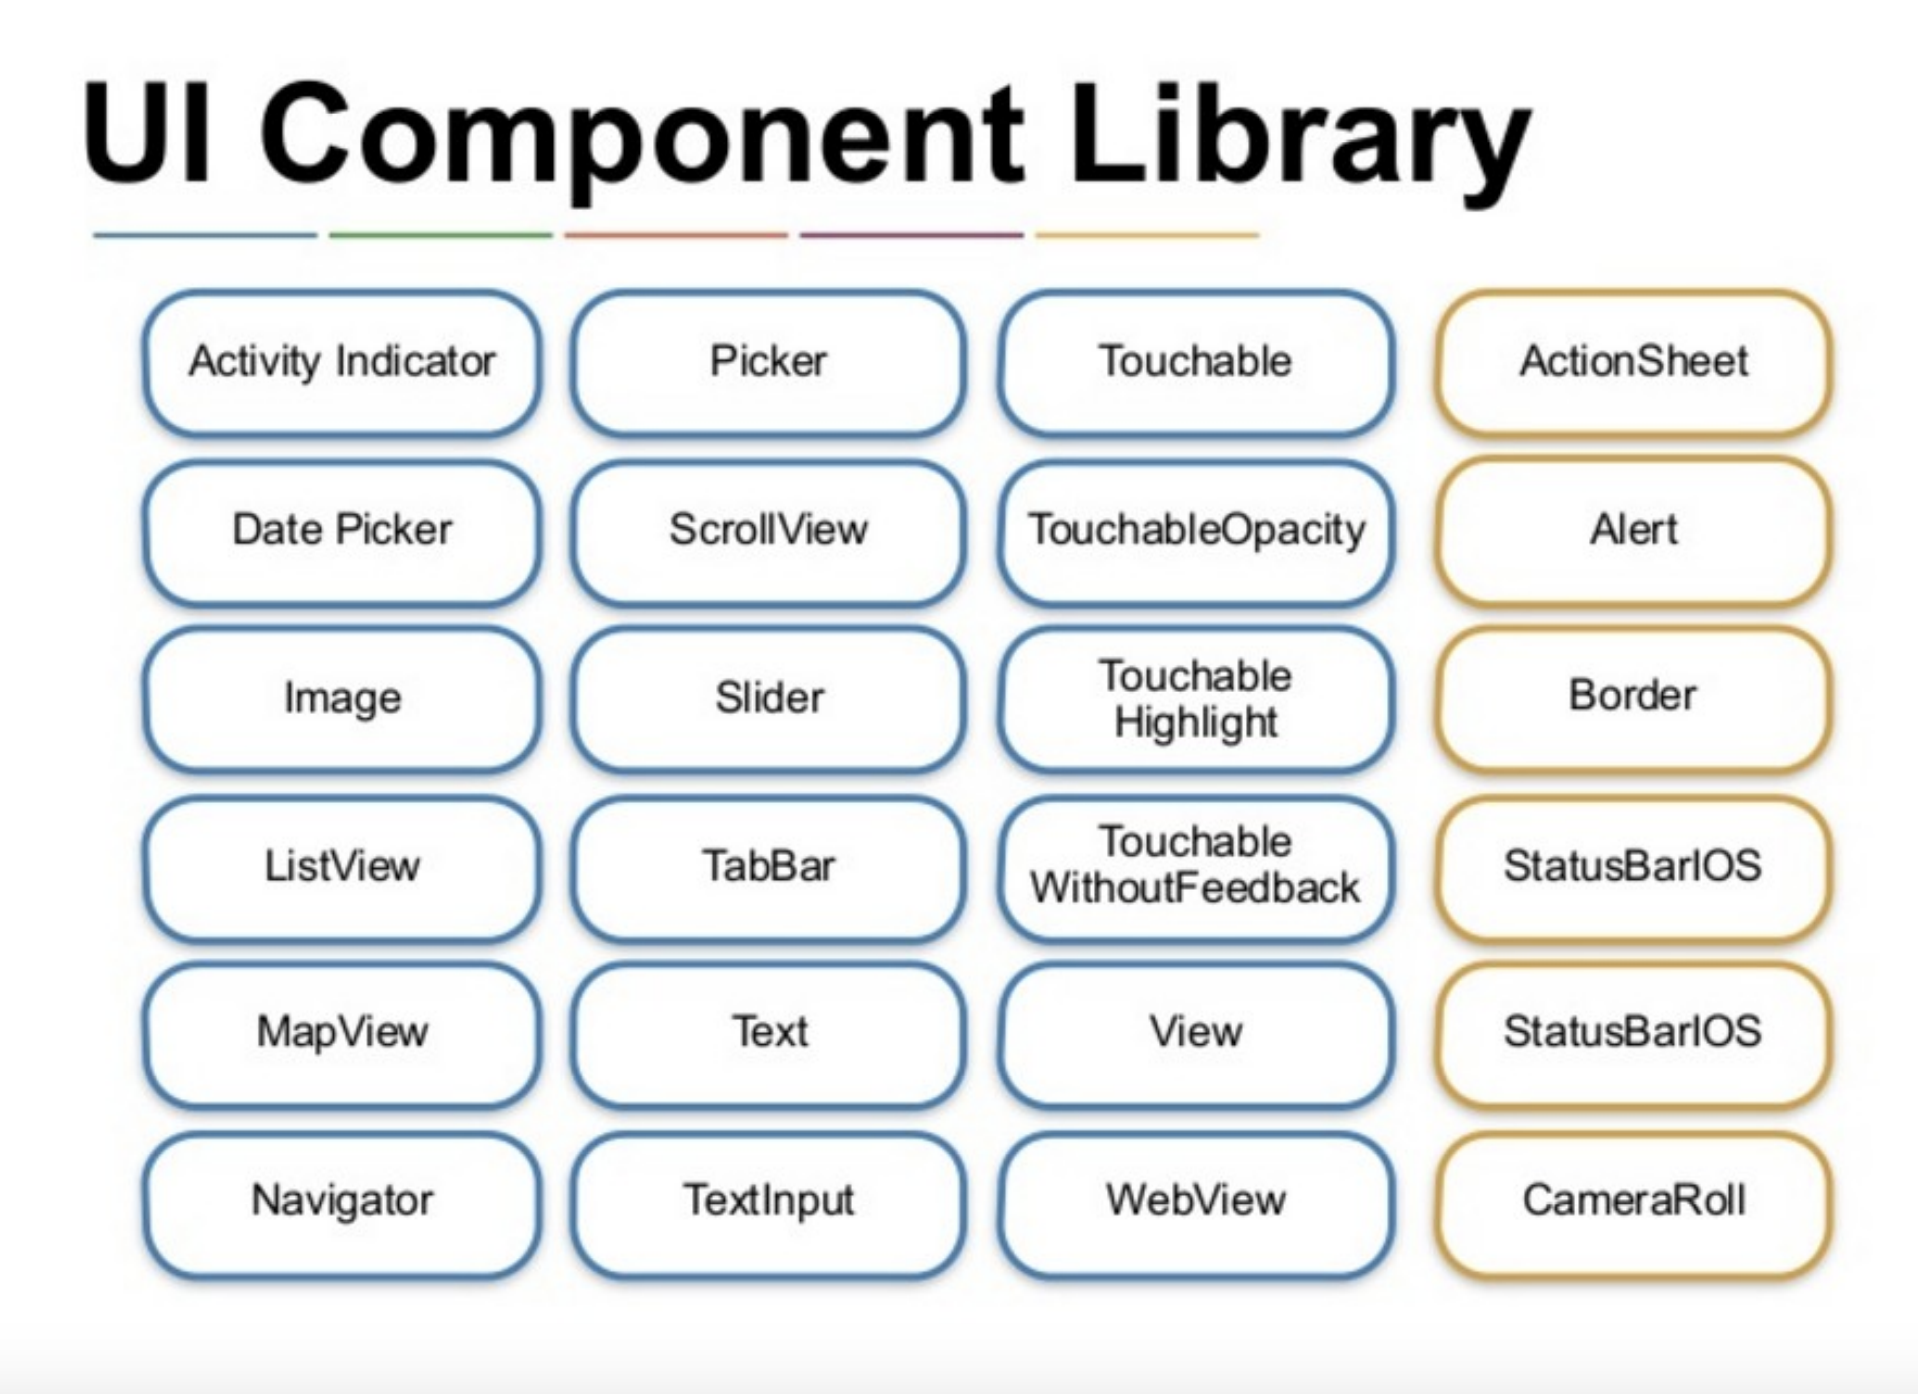 UI Component Library
Activity Indicator
Picker
Touchable
ActionSheet
Date Picker
ScrollView
TouchableOpacity
Alert
Image
Slider
Touchable
Highlight
Border
ListView
TabBar
Touchable
WithoutFeedback
StatusBarIOS
MapView
Text
View
StatusBarIOS
Navigator
TextInput
WebView
CameraRoll